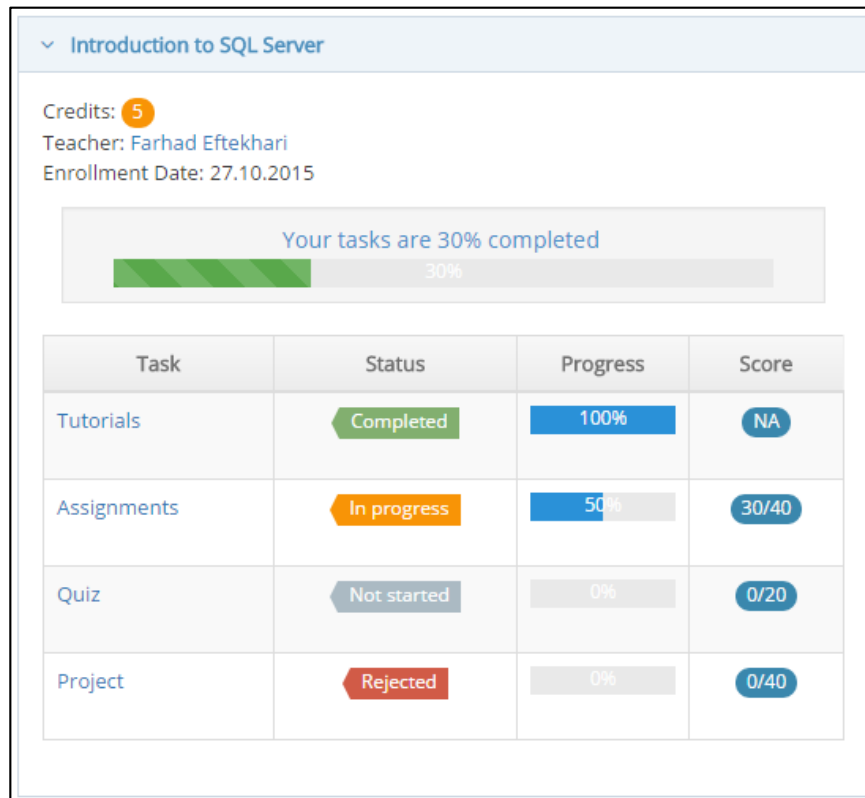 Introduction to SQL Server
Credits: 5
Teacher: Farhad Eftekhari
Enrollment Date: 27.10.2015
Your tasks are 30% completed
30%
Task Status Progress Score
Tutorials Completed 100% NA
Assignments In progress 50% 30/40
Quiz Not started 0% 0/20
Project Rejected 0% 0/40